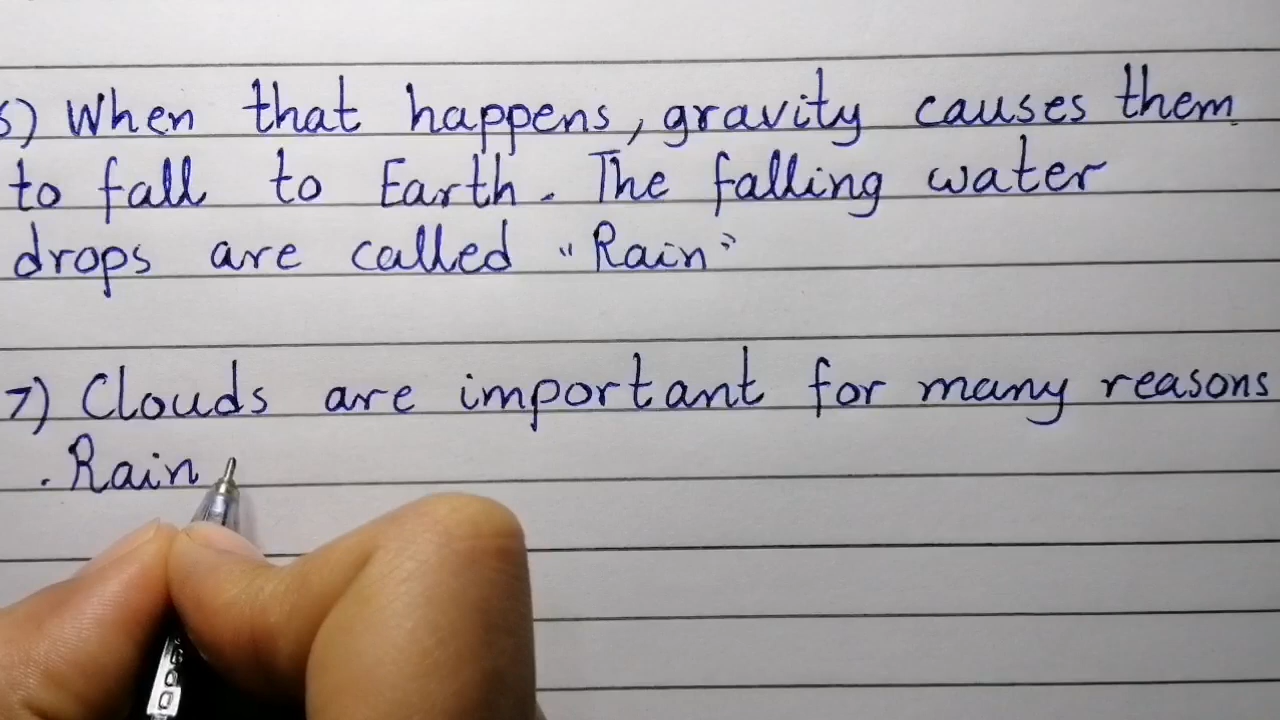 6) When that happens, gravity causes them
to fall to Earth. The falling water
drops are called "Rain"
7) Clouds are important for many reasons
. Rain